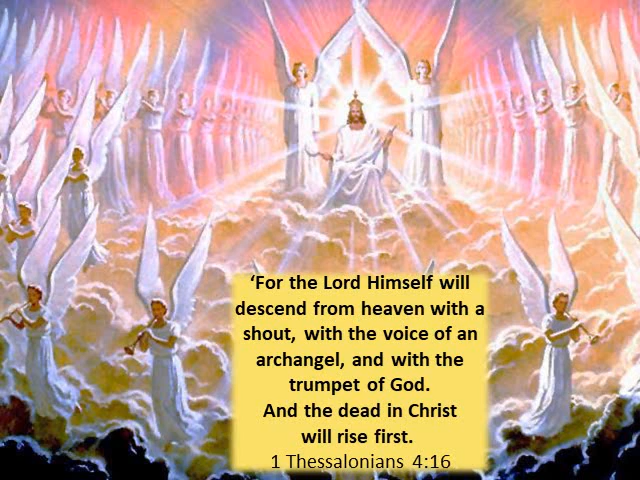 ‘For the Lord Himself will
descend from heaven with a
shout, with the voice of an
archangel, and with the
trumpet of God.
And the dead in Christ
will rise first.
1 Thessalonians 4:16